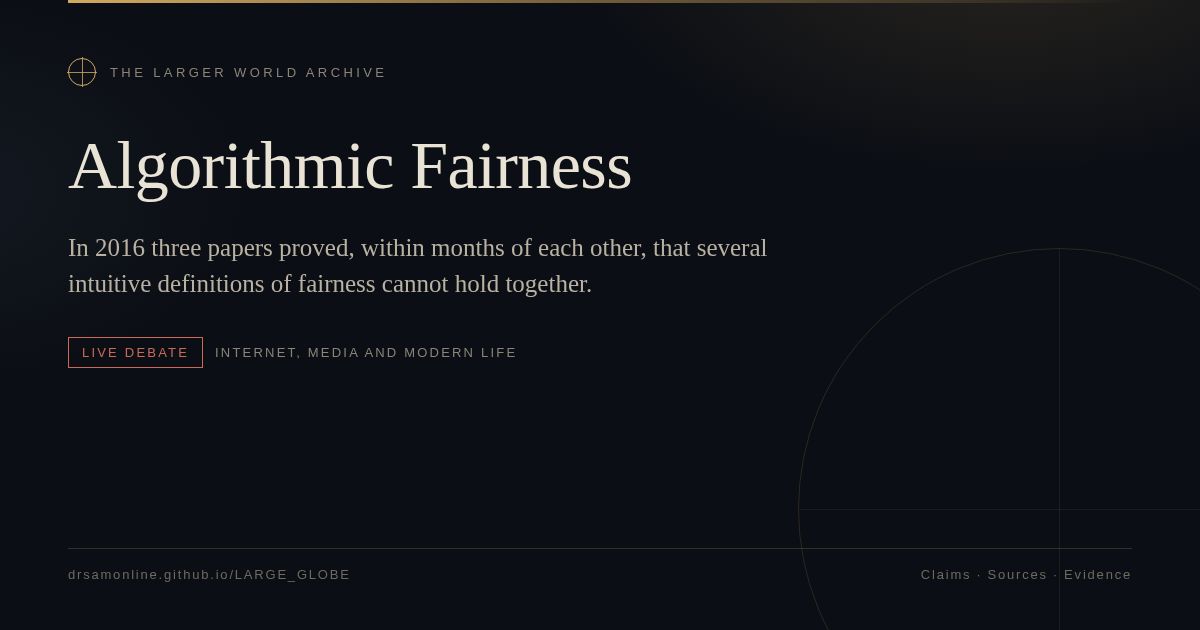 THE LARGER WORLD ARCHIVE
Algorithmic Fairness
In 2016 three papers proved, within months of each other, that several
intuitive definitions of fairness cannot hold together.
LIVE DEBATE INTERNET, MEDIA AND MODERN LIFE
drsamonline.github.io/LARGE_GLOBE Claims · Sources · Evidence